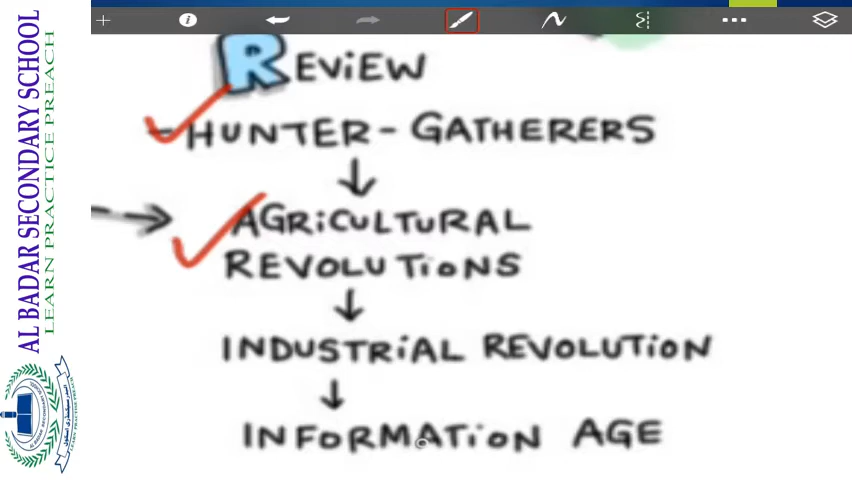 AL BADAR SECONDARY SCHOOL
LEARN PRACTICE PREACH
REViEW
- HUNTER - GATHERERS
AGRiCULTURAL
REVOLUTiONS
INDUSTRiAL REVOLUTiON
INFORMATiON AGE